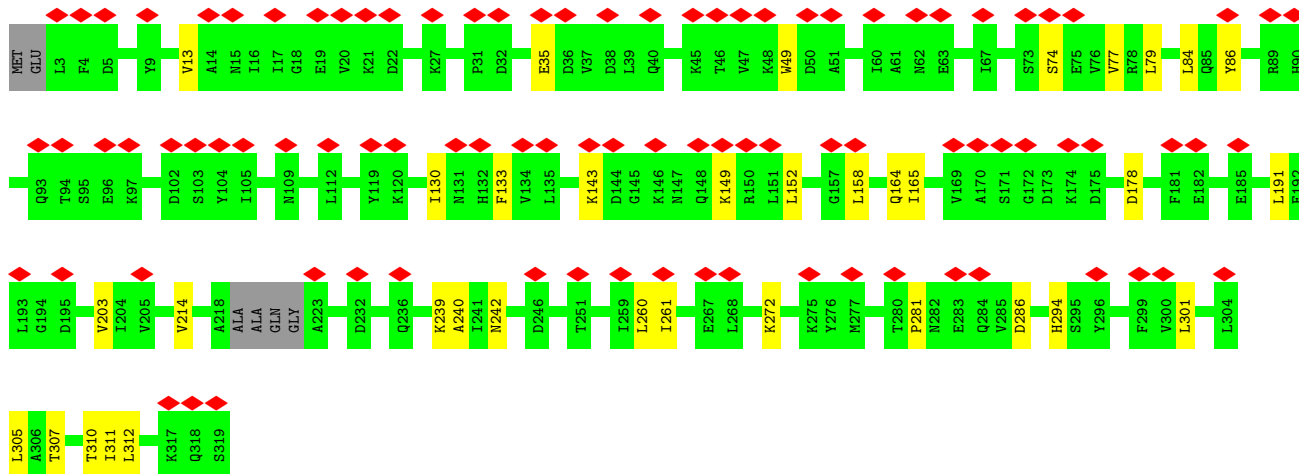 MET GLU L3 F4 D5 Y9 V13 A14 N15 I16 I17 G18 E19 V20 K21 D22 K27 P31 D32 E35 D36 V37 D38 L39 Q40 K45 T46 V47 K48 W49 D50 A51 I60 A61 N62 E63 I67 S73 S74 E75 V76 V77 R78 L79 L84 Q85 Y86 R89 H90
Q93 T94 S95 E96 K97 D102 S103 Y104 I105 N109 L112 Y119 K120 I130 N131 H132 F133 V134 L135 K143 D144 G145 K146 N147 Q148 K149 R150 L151 L152 G157 L158 Q164 I165 V169 A170 S171 G172 D173 K174 D175 D178 F181 E182 E185 L191
L193 G194 D195 V203 I204 V205 V214 A218 ALA ALA GLN GLY A223 D232 Q236 K239 A240 I241 N242 D246 T251 I259 L260 I261 E267 L268 K272 K275 Y276 M277 T280 P281 N282 E283 Q284 V285 D286 H294 S295 Y296 F299 V300 L301 L304
L305 A306 T307 T310 I311 L312 K317 Q318 S319